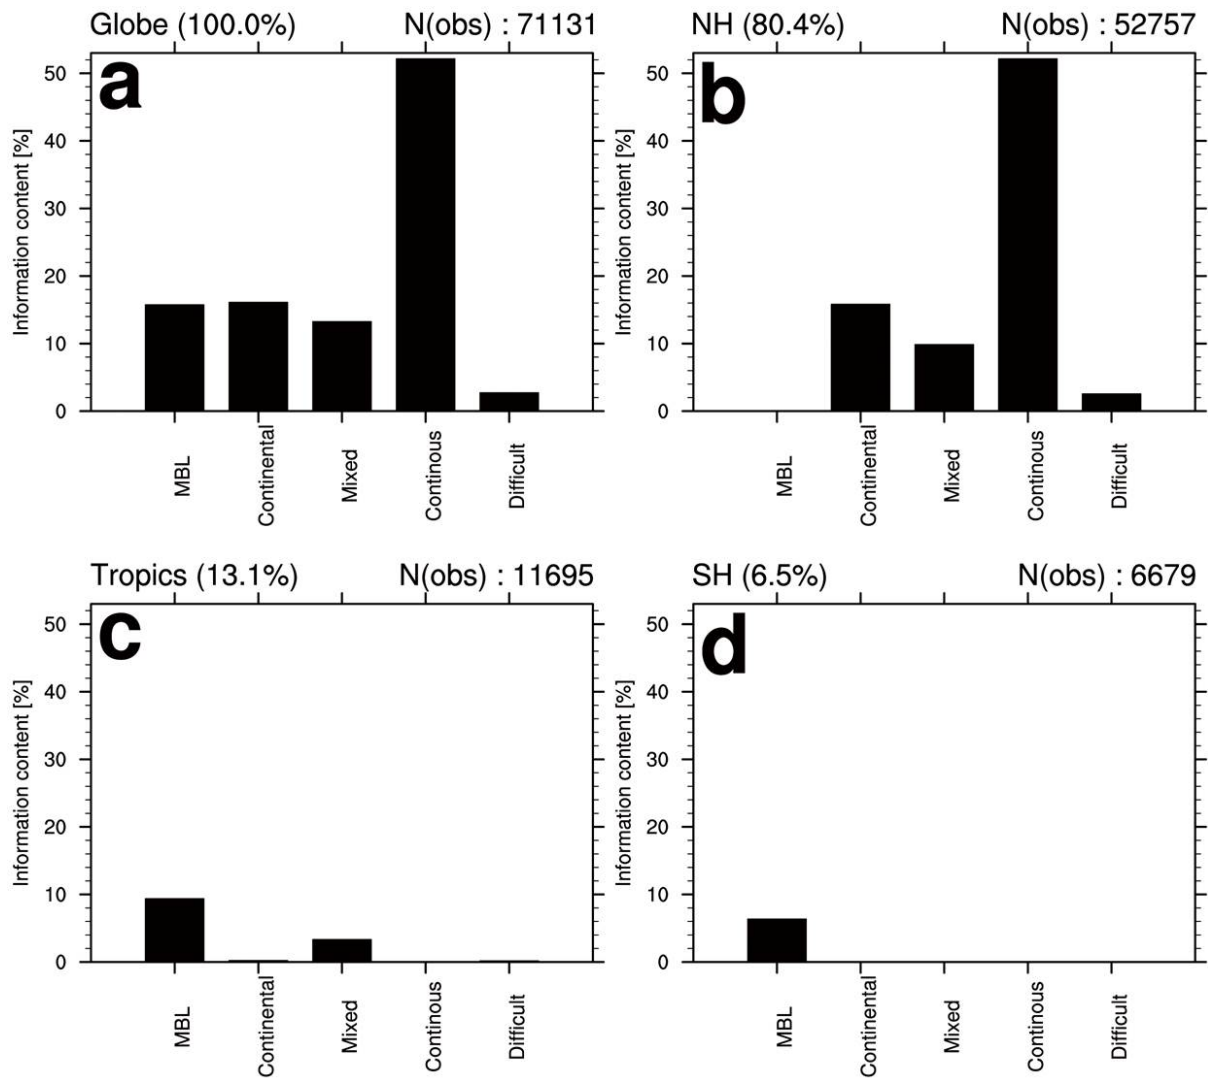 Globe (100.0%) N(obs) : 71131
a
Information content [%]
50
40
30
20
10
0
MBL
Continental
Mixed
Continous
Difficult
NH (80.4%) N(obs) : 52757
b
Information content [%]
50
40
30
20
10
0
MBL
Continental
Mixed
Continous
Difficult
Tropics (13.1%) N(obs) : 11695
c
Information content [%]
50
40
30
20
10
0
MBL
Continental
Mixed
Continous
Difficult
SH (6.5%) N(obs) : 6679
d
Information content [%]
50
40
30
20
10
0
MBL
Continental
Mixed
Continous
Difficult